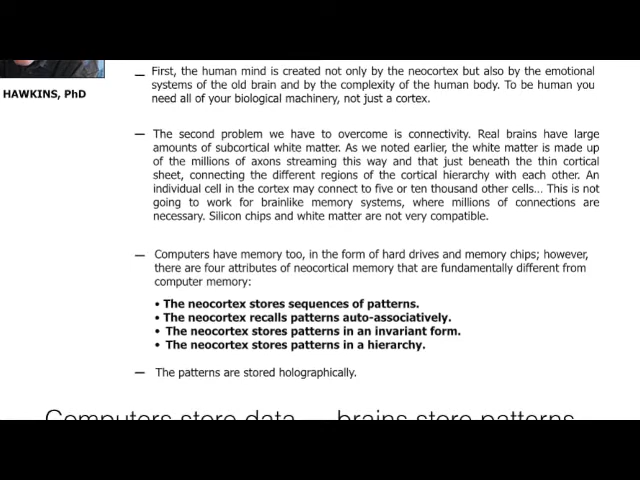 HAWKINS, PhD
— First, the human mind is created not only by the neocortex but also by the emotional
systems of the old brain and by the complexity of the human body. To be human you
need all of your biological machinery, not just a cortex.
— The second problem we have to overcome is connectivity. Real brains have large
amounts of subcortical white matter. As we noted earlier, the white matter is made up
of the millions of axons streaming this way and that just beneath the thin cortical
sheet, connecting the different regions of the cortical hierarchy with each other. An
individual cell in the cortex may connect to five or ten thousand other cells... This is not
going to work for brainlike memory systems, where millions of connections are
necessary. Silicon chips and white matter are not very compatible.
— Computers have memory too, in the form of hard drives and memory chips; however,
there are four attributes of neocortical memory that are fundamentally different from
computer memory:
• The neocortex stores sequences of patterns.
• The neocortex recalls patterns auto-associatively.
• The neocortex stores patterns in an invariant form.
• The neocortex stores patterns in a hierarchy.
— The patterns are stored holographically.
Computers store data ... brains store patterns